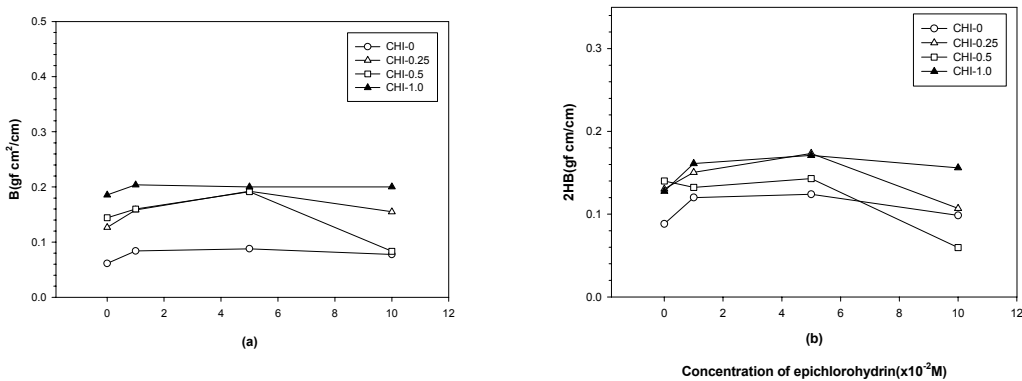 0.5
0.4
0.3
0.2
0.1
0.0
B(gf cm²/cm)
CHI-0
CHI-0.25
CHI-0.5
CHI-1.0
0 2 4 6 8 10 12
(a)
0.3
0.2
0.1
0.0
2HB(gf cm/cm)
CHI-0
CHI-0.25
CHI-0.5
CHI-1.0
0 2 4 6 8 10 12
(b)
Concentration of epichlorohydrin(x10⁻²M)